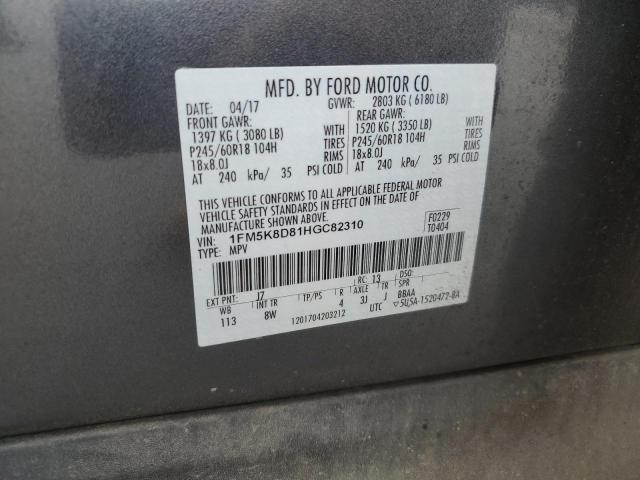 MFD. BY FORD MOTOR CO.
DATE: 04/17 GVWR: 2803 KG ( 6180 LB)
FRONT GAWR: REAR GAWR:
1397 KG ( 3080 LB) WITH 1520 KG ( 3350 LB) WITH
P245/60R18 104H TIRES P245/60R18 104H TIRES
18x8.0J RIMS 18x8.0J RIMS
AT 240 kPa/ 35 PSI COLD AT 240 kPa/ 35 PSI COLD
THIS VEHICLE CONFORMS TO ALL APPLICABLE FEDERAL MOTOR
VEHICLE SAFETY STANDARDS IN EFFECT ON THE DATE OF
MANUFACTURE SHOWN ABOVE.
VIN: 1FM5K8D81HGC82310 F0229
TYPE: MPV T0404
EXT PNT: J7 RC: 13 DSO:
WB INT TR TP/PS R AXLE TR SPR
113 8W 4 3J J BBAA
1201704203212 UTC ▽5U5A-1520472-BA